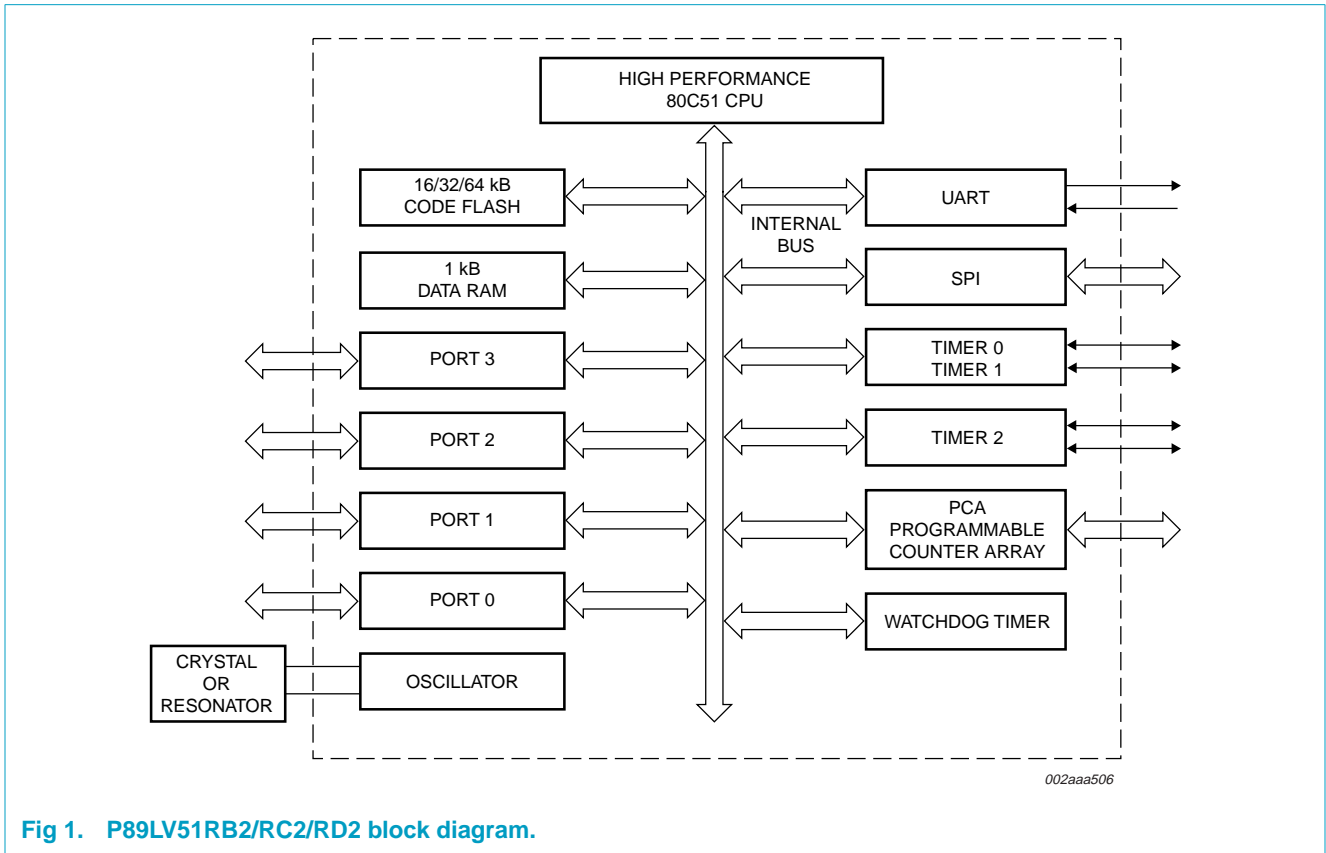 HIGH PERFORMANCE
80C51 CPU
16/32/64 kB
CODE FLASH
1 kB
DATA RAM
PORT 3
PORT 2
PORT 1
PORT 0
CRYSTAL
OR
RESONATOR
OSCILLATOR
INTERNAL
BUS
UART
SPI
TIMER 0
TIMER 1
TIMER 2
PCA
PROGRAMMABLE
COUNTER ARRAY
WATCHDOG TIMER
002aaa506
Fig 1. P89LV51RB2/RC2/RD2 block diagram.